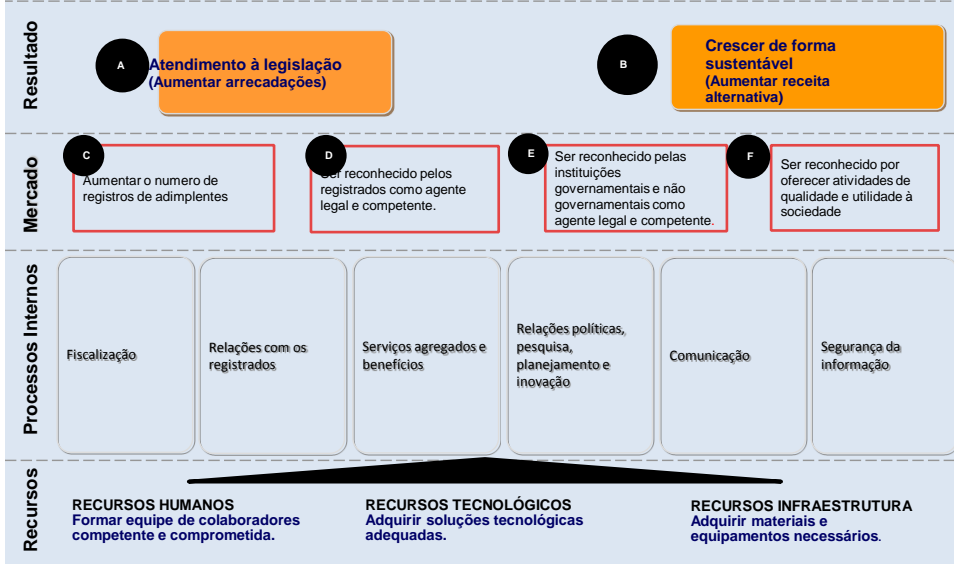 Resultado
A
Atendimento à legislação
(Aumentar arrecadações)
B
Crescer de forma
sustentável
(Aumentar receita
alternativa)
Mercado
C
Aumentar o numero de
registros de adimplentes
D
Ser reconhecido pelos
registrados como agente
legal e competente.
E
Ser reconhecido pelas
instituições
governamentais e não
governamentais como
agente legal e competente.
F
Ser reconhecido por
oferecer atividades de
qualidade e utilidade à
sociedade
Processos Internos
Fiscalização
Relações com os
registrados
Serviços agregados e
benefícios
Relações políticas,
pesquisa,
planejamento e
inovação
Comunicação
Segurança da
informação
Recursos
RECURSOS HUMANOS
Formar equipe de colaboradores
competente e comprometida.
RECURSOS TECNOLÓGICOS
Adquirir soluções tecnológicas
adequadas.
RECURSOS INFRAESTRUTURA
Adquirir materiais e
equipamentos necessários.